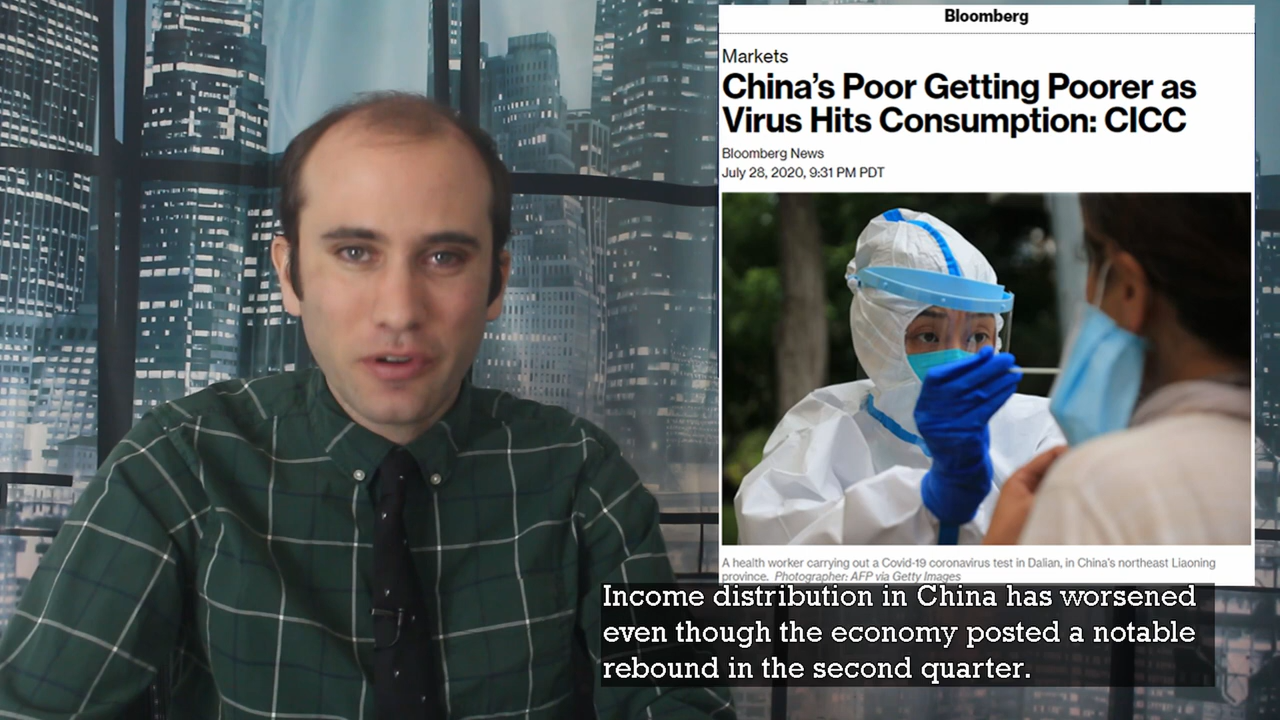 Bloomberg
Markets
China's Poor Getting Poorer as
Virus Hits Consumption: CICC
Bloomberg News
July 28, 2020, 9:31 PM PDT
A health worker carrying out a Covid-19 coronavirus test in Dalian, in China's northeast Liaoning
province. Photographer: AFP via Getty Images
Income distribution in China has worsened
even though the economy posted a notable
rebound in the second quarter.